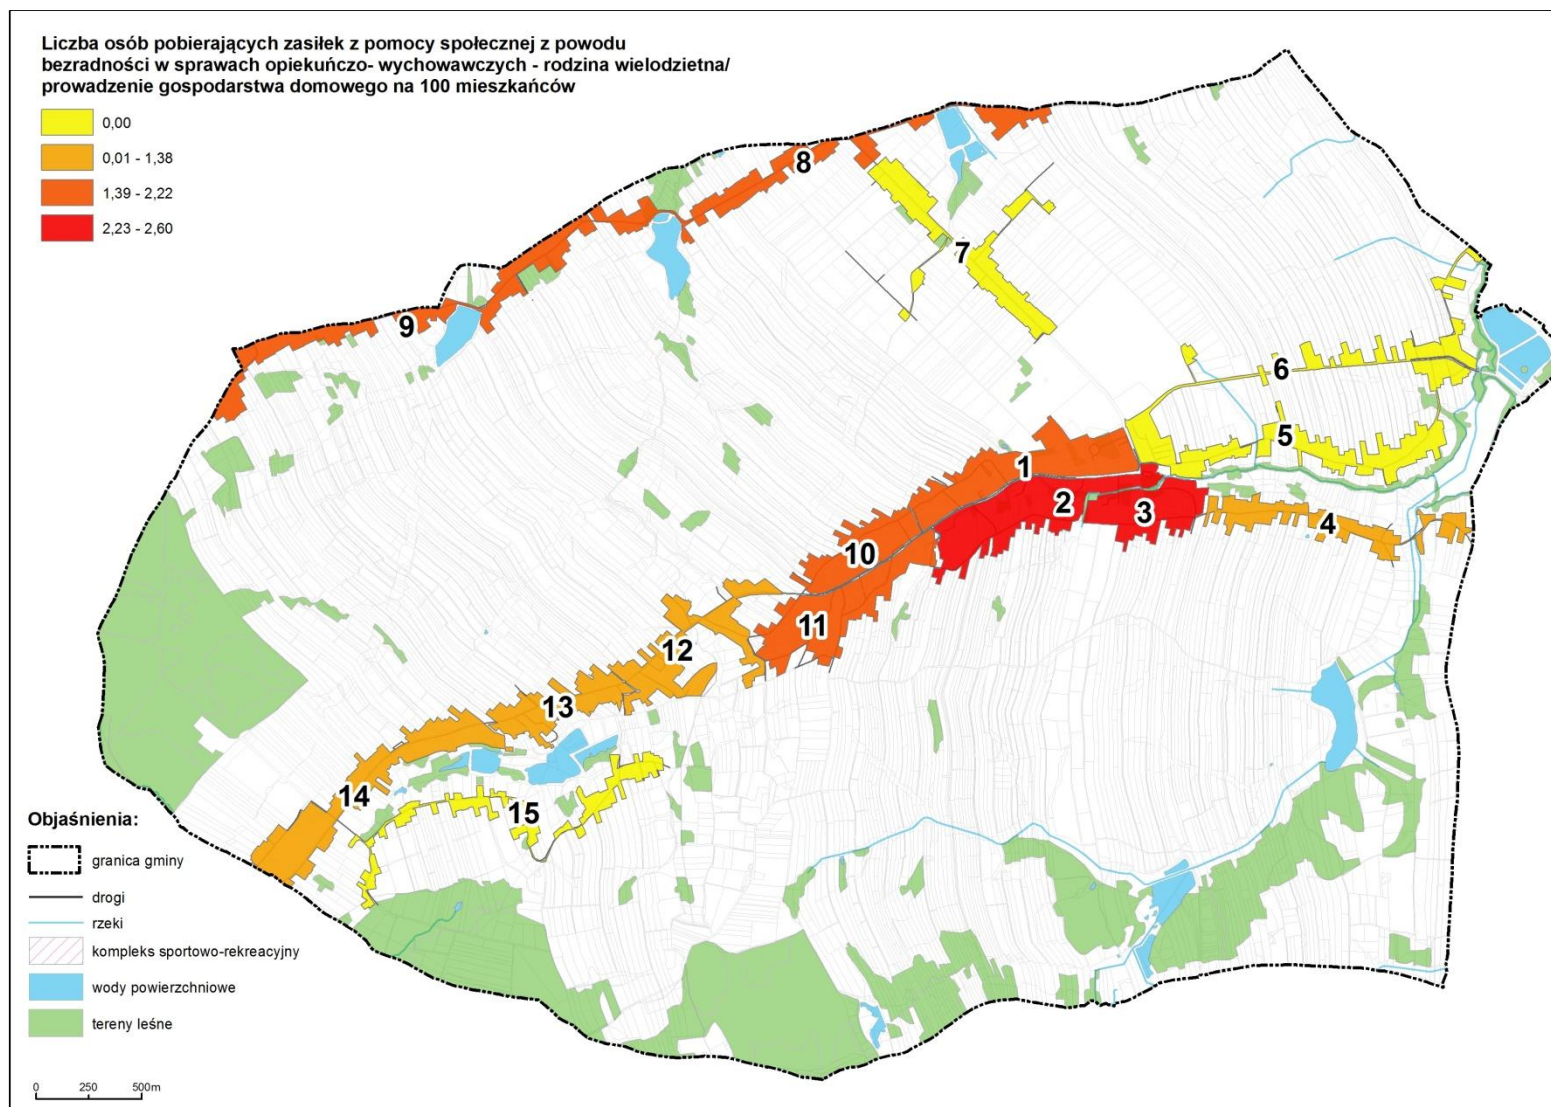 Liczba osób pobierających zasiłek z pomocy społecznej z powodu
bezradności w sprawach opiekuńczo- wychowawczych - rodzina wielodzietna/
prowadzenie gospodarstwa domowego na 100 mieszkańców
0,00
0,01 - 1,38
1,39 - 2,22
2,23 - 2,60
8
7
9
6
5
1
2
3
4
10
11
12
13
14
15
Objaśnienia:
granica gminy
drogi
rzeki
kompleks sportowo-rekreacyjny
wody powierzchniowe
tereny leśne
0 250 500m